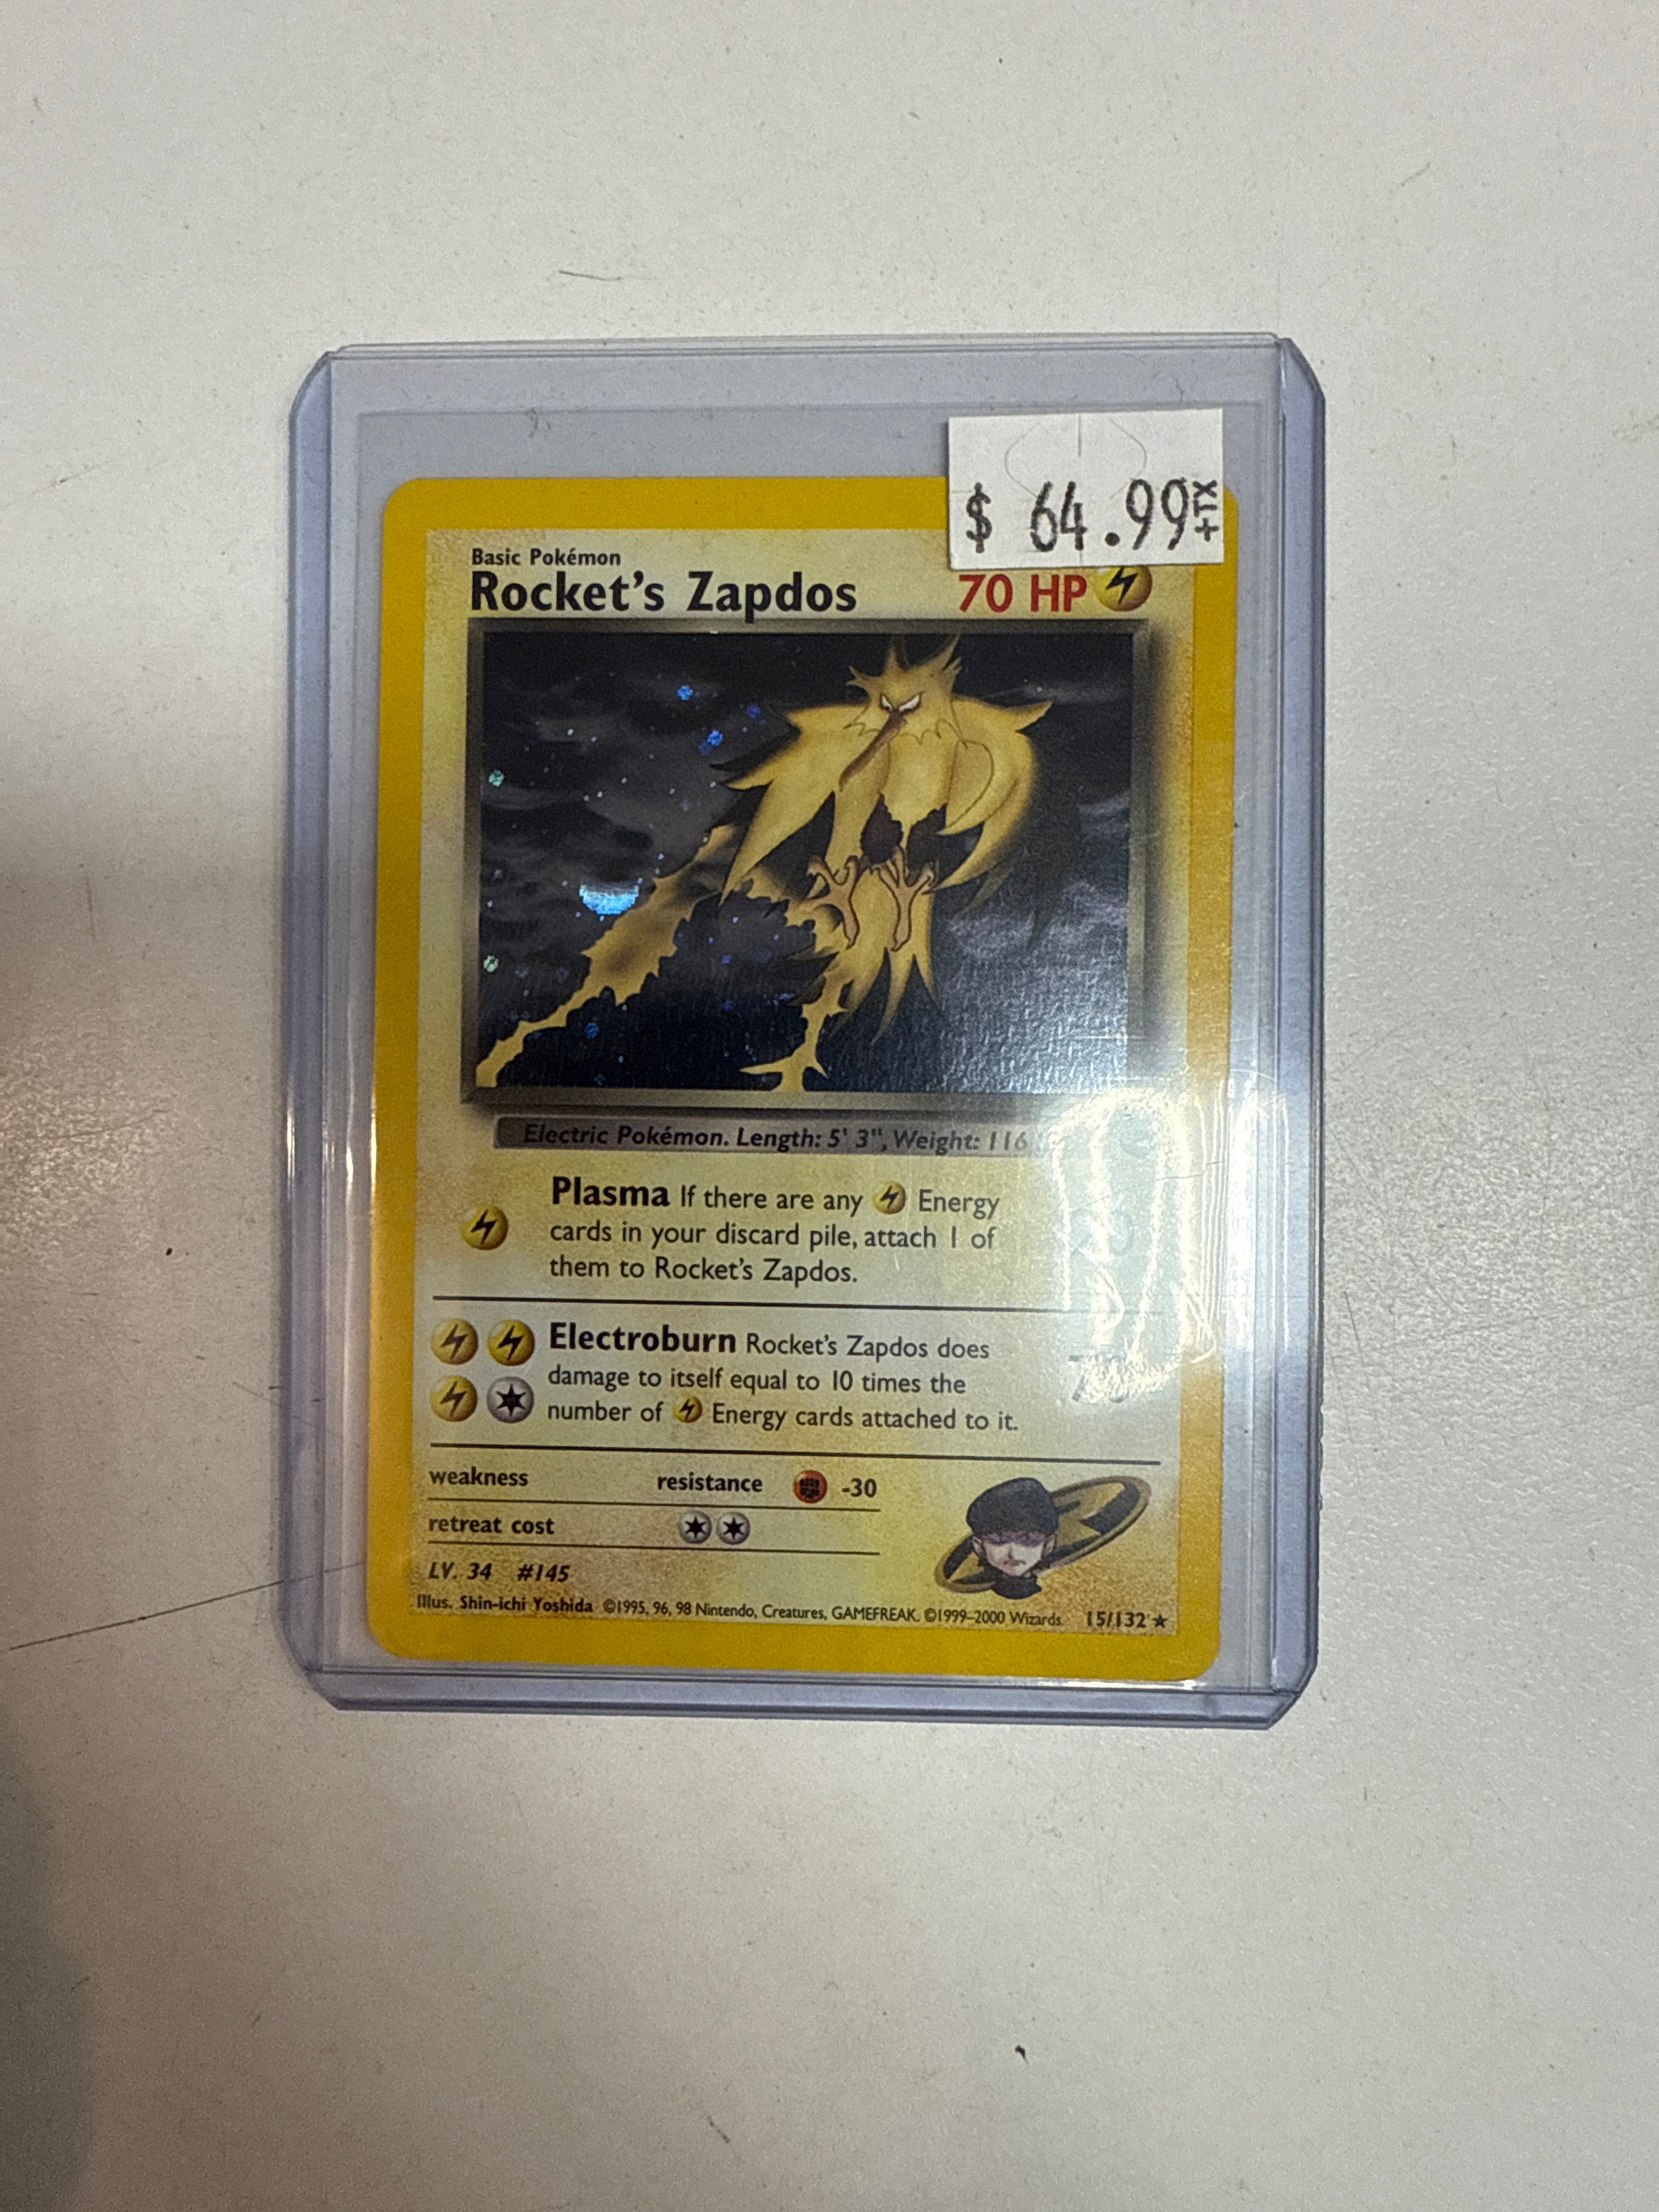 $ 64.99+TX
Basic Pokémon
Rocket's Zapdos 70 HP
Electric Pokémon. Length: 5' 3", Weight: 116
Plasma If there are any Energy
cards in your discard pile, attach 1 of
them to Rocket's Zapdos.
Electroburn Rocket's Zapdos does
damage to itself equal to 10 times the
number of Energy cards attached to it.
weakness resistance -30
retreat cost
LV. 34 #145
Illus. Shin-ichi Yoshida ©1995, 96, 98 Nintendo, Creatures, GAMEFREAK. ©1999–2000 Wizards. 15/132 ★